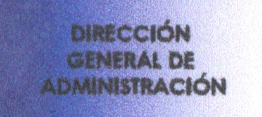 DIRECCIÓN
GENERAL DE
ADMINISTRACIÓN